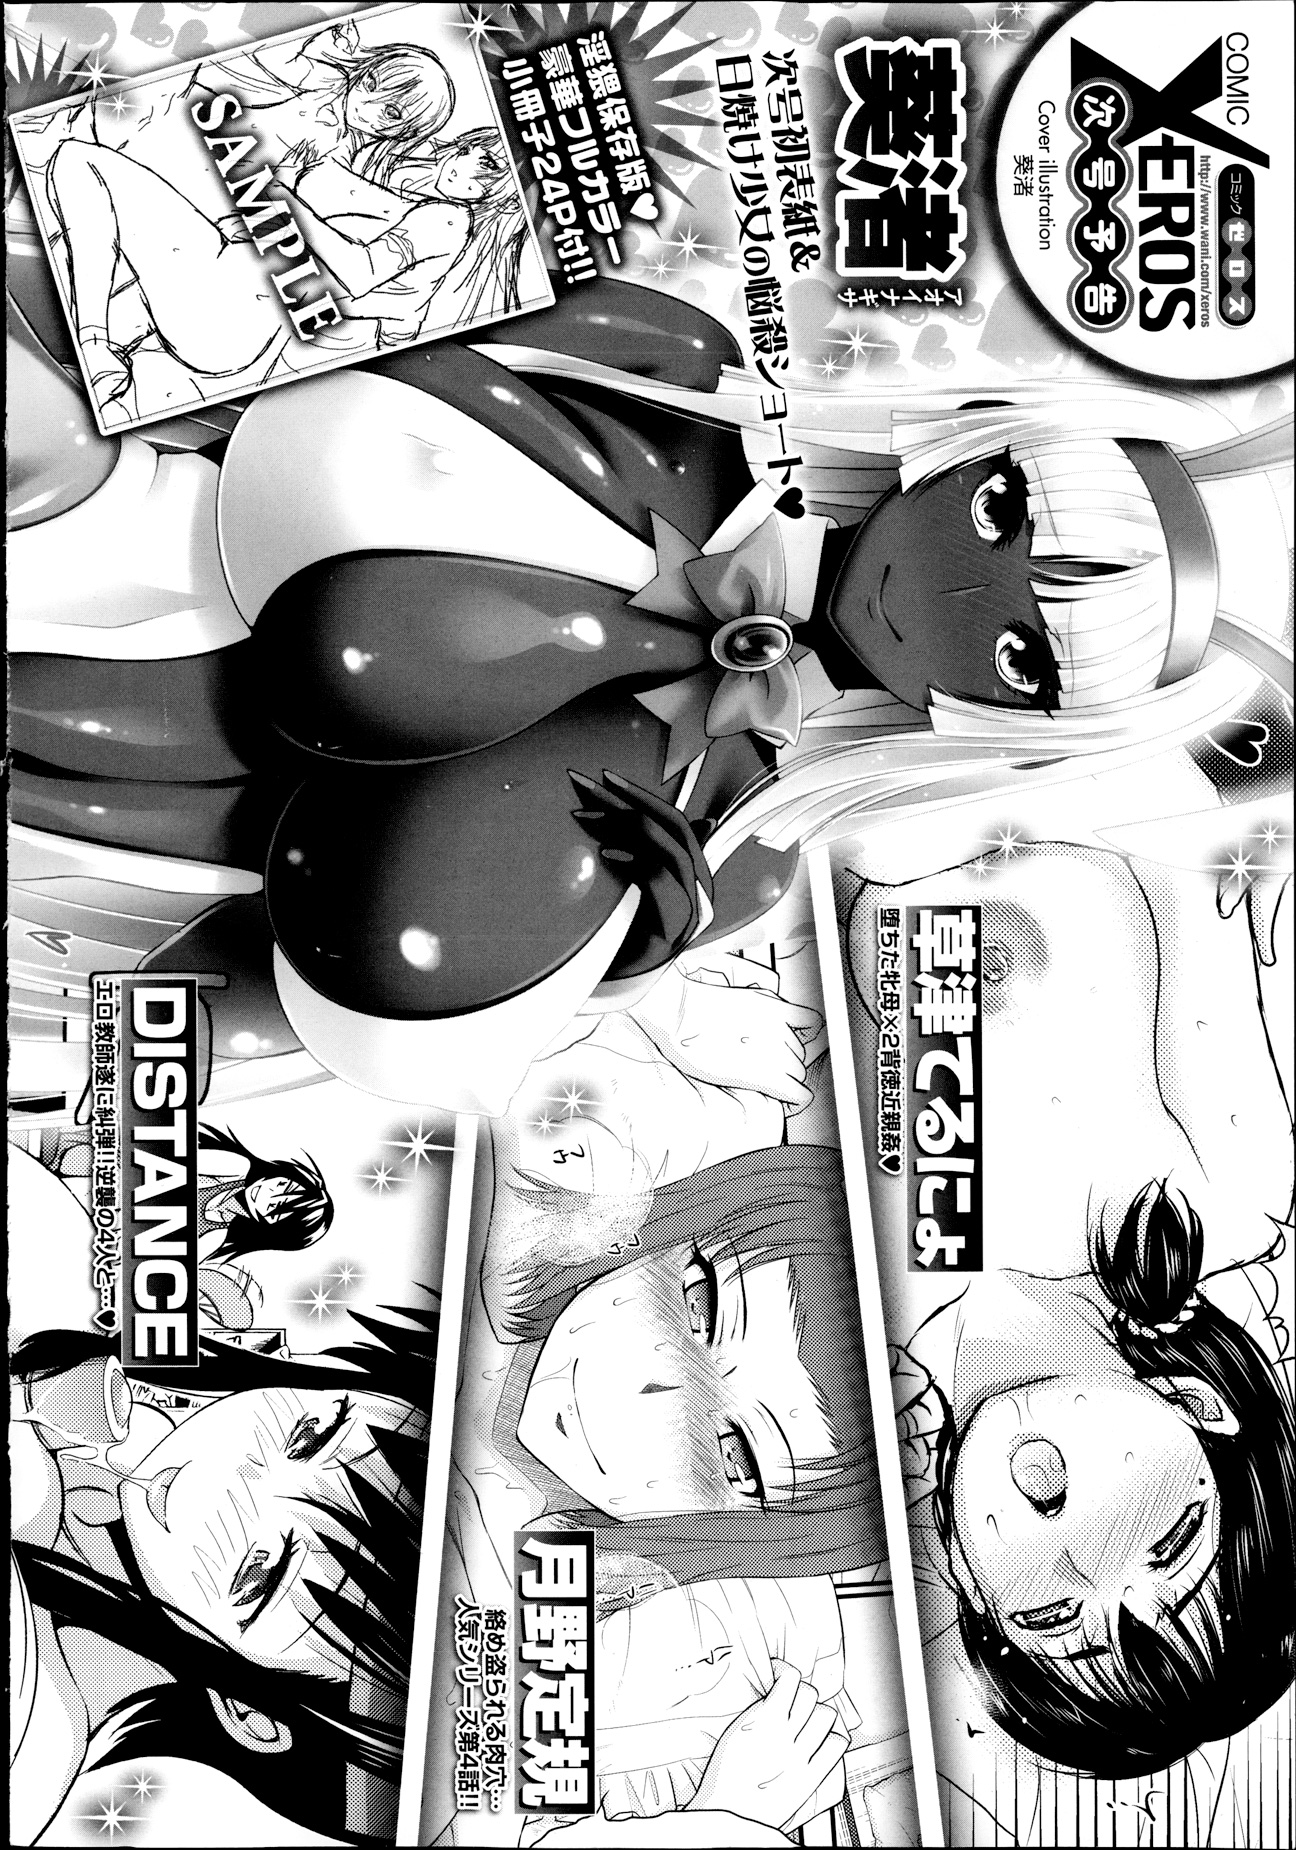 COMIC
XEROS
コミックゼロス
http://www.wani.com/xeros
次号予告
Cover illustration
葵渚
葵渚
アオイナギサ
次号初表紙&
日焼け少女の悩殺ショート♥
淫猥保存版♥
豪華フルカラー
小冊子24P付!!
SAMPLE
草津てるにょ
堕ちた牝母×2背徳近親姦♥
月野定規
絡め盗られる肉穴…
人気シリーズ第4話!!
DISTANCE
エロ教師遂に糾弾!!逆襲の4人と…♥